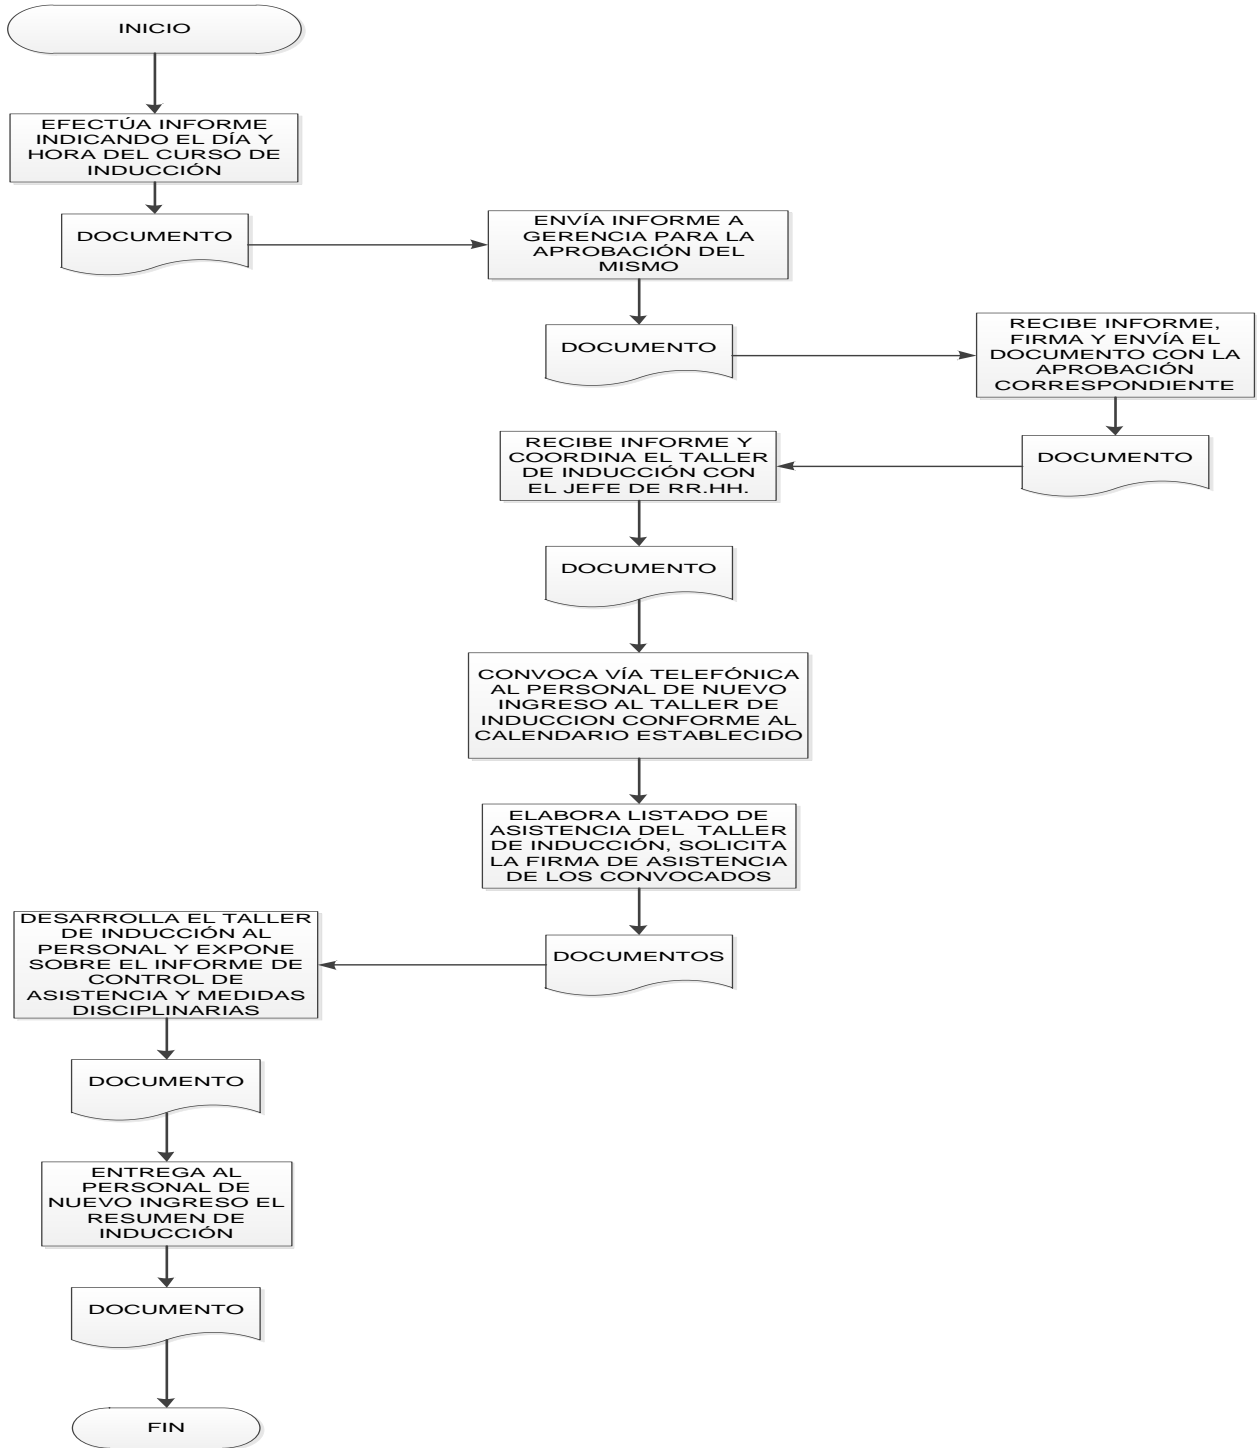 INICIO
EFECTÚA INFORME
INDICANDO EL DÍA Y
HORA DEL CURSO DE
INDUCCIÓN
DOCUMENTO
ENVÍA INFORME A
GERENCIA PARA LA
APROBACIÓN DEL
MISMO
DOCUMENTO
RECIBE INFORME,
FIRMA Y ENVÍA EL
DOCUMENTO CON LA
APROBACIÓN
CORRESPONDIENTE
DOCUMENTO
RECIBE INFORME Y
COORDINA EL TALLER
DE INDUCCIÓN CON
EL JEFE DE RR.HH.
DOCUMENTO
CONVOCA VÍA TELEFÓNICA
AL PERSONAL DE NUEVO
INGRESO AL TALLER DE
INDUCCION CONFORME AL
CALENDARIO ESTABLECIDO
ELABORA LISTADO DE
ASISTENCIA DEL TALLER
DE INDUCCIÓN, SOLICITA
LA FIRMA DE ASISTENCIA
DE LOS CONVOCADOS
DOCUMENTOS
DESARROLLA EL TALLER
DE INDUCCIÓN AL
PERSONAL Y EXPONE
SOBRE EL INFORME DE
CONTROL DE
ASISTENCIA Y MEDIDAS
DISCIPLINARIAS
DOCUMENTO
ENTREGA AL
PERSONAL DE
NUEVO INGRESO EL
RESUMEN DE
INDUCCIÓN
DOCUMENTO
FIN